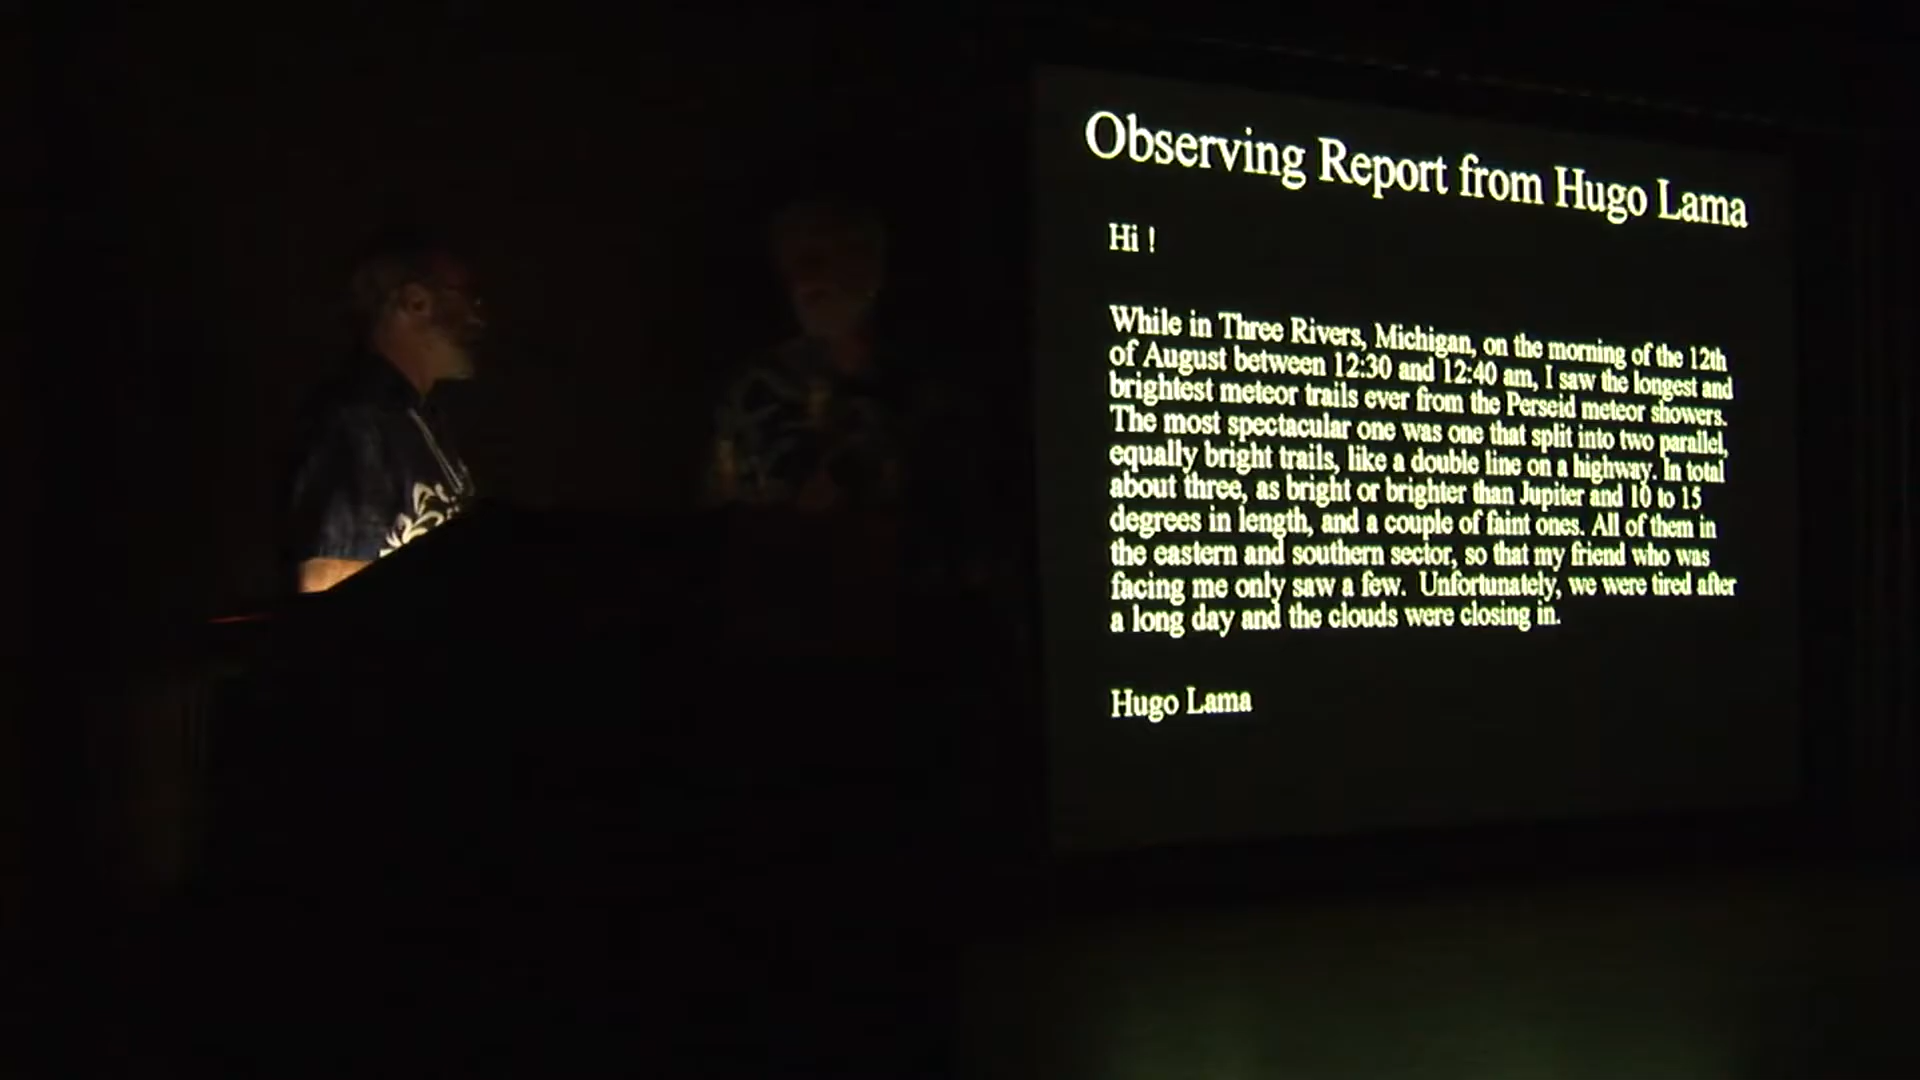 Observing Report from Hugo Lama
Hi !
While in Three Rivers, Michigan, on the morning of the 12th
of August between 12:30 and 12:40 am, I saw the longest and
brightest meteor trails ever from the Perseid meteor showers.
The most spectacular one was one that split into two parallel,
equally bright trails, like a double line on a highway. In total
about three, as bright or brighter than Jupiter and 10 to 15
degrees in length, and a couple of faint ones. All of them in
the eastern and southern sector, so that my friend who was
facing me only saw a few. Unfortunately, we were tired after
a long day and the clouds were closing in.
Hugo Lama